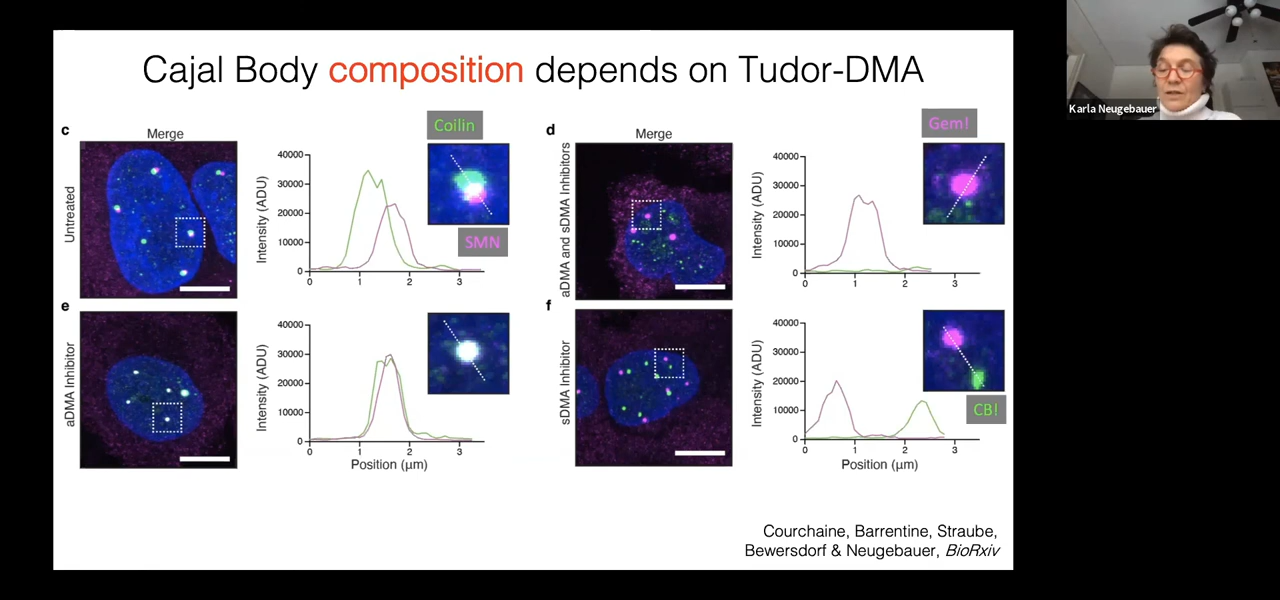 Cajal Body composition depends on Tudor-DMA
Karla Neugebauer
c
Merge
Untreated
40000
30000
20000
10000
0
Intensity (ADU)
0 1 2 3
Coilin
SMN
d
Merge
aDMA and sDMA Inhibitors
40000
30000
20000
10000
0
Intensity (ADU)
0 1 2 3
Gem!
e
aDMA Inhibitor
40000
30000
20000
10000
0
Intensity (ADU)
0 1 2 3
Position (μm)
f
sDMA Inhibitor
40000
30000
20000
10000
0
Intensity (ADU)
0 1 2 3
Position (μm)
CB!
Courchaine, Barrentine, Straube,
Bewersdorf & Neugebauer, BioRxiv